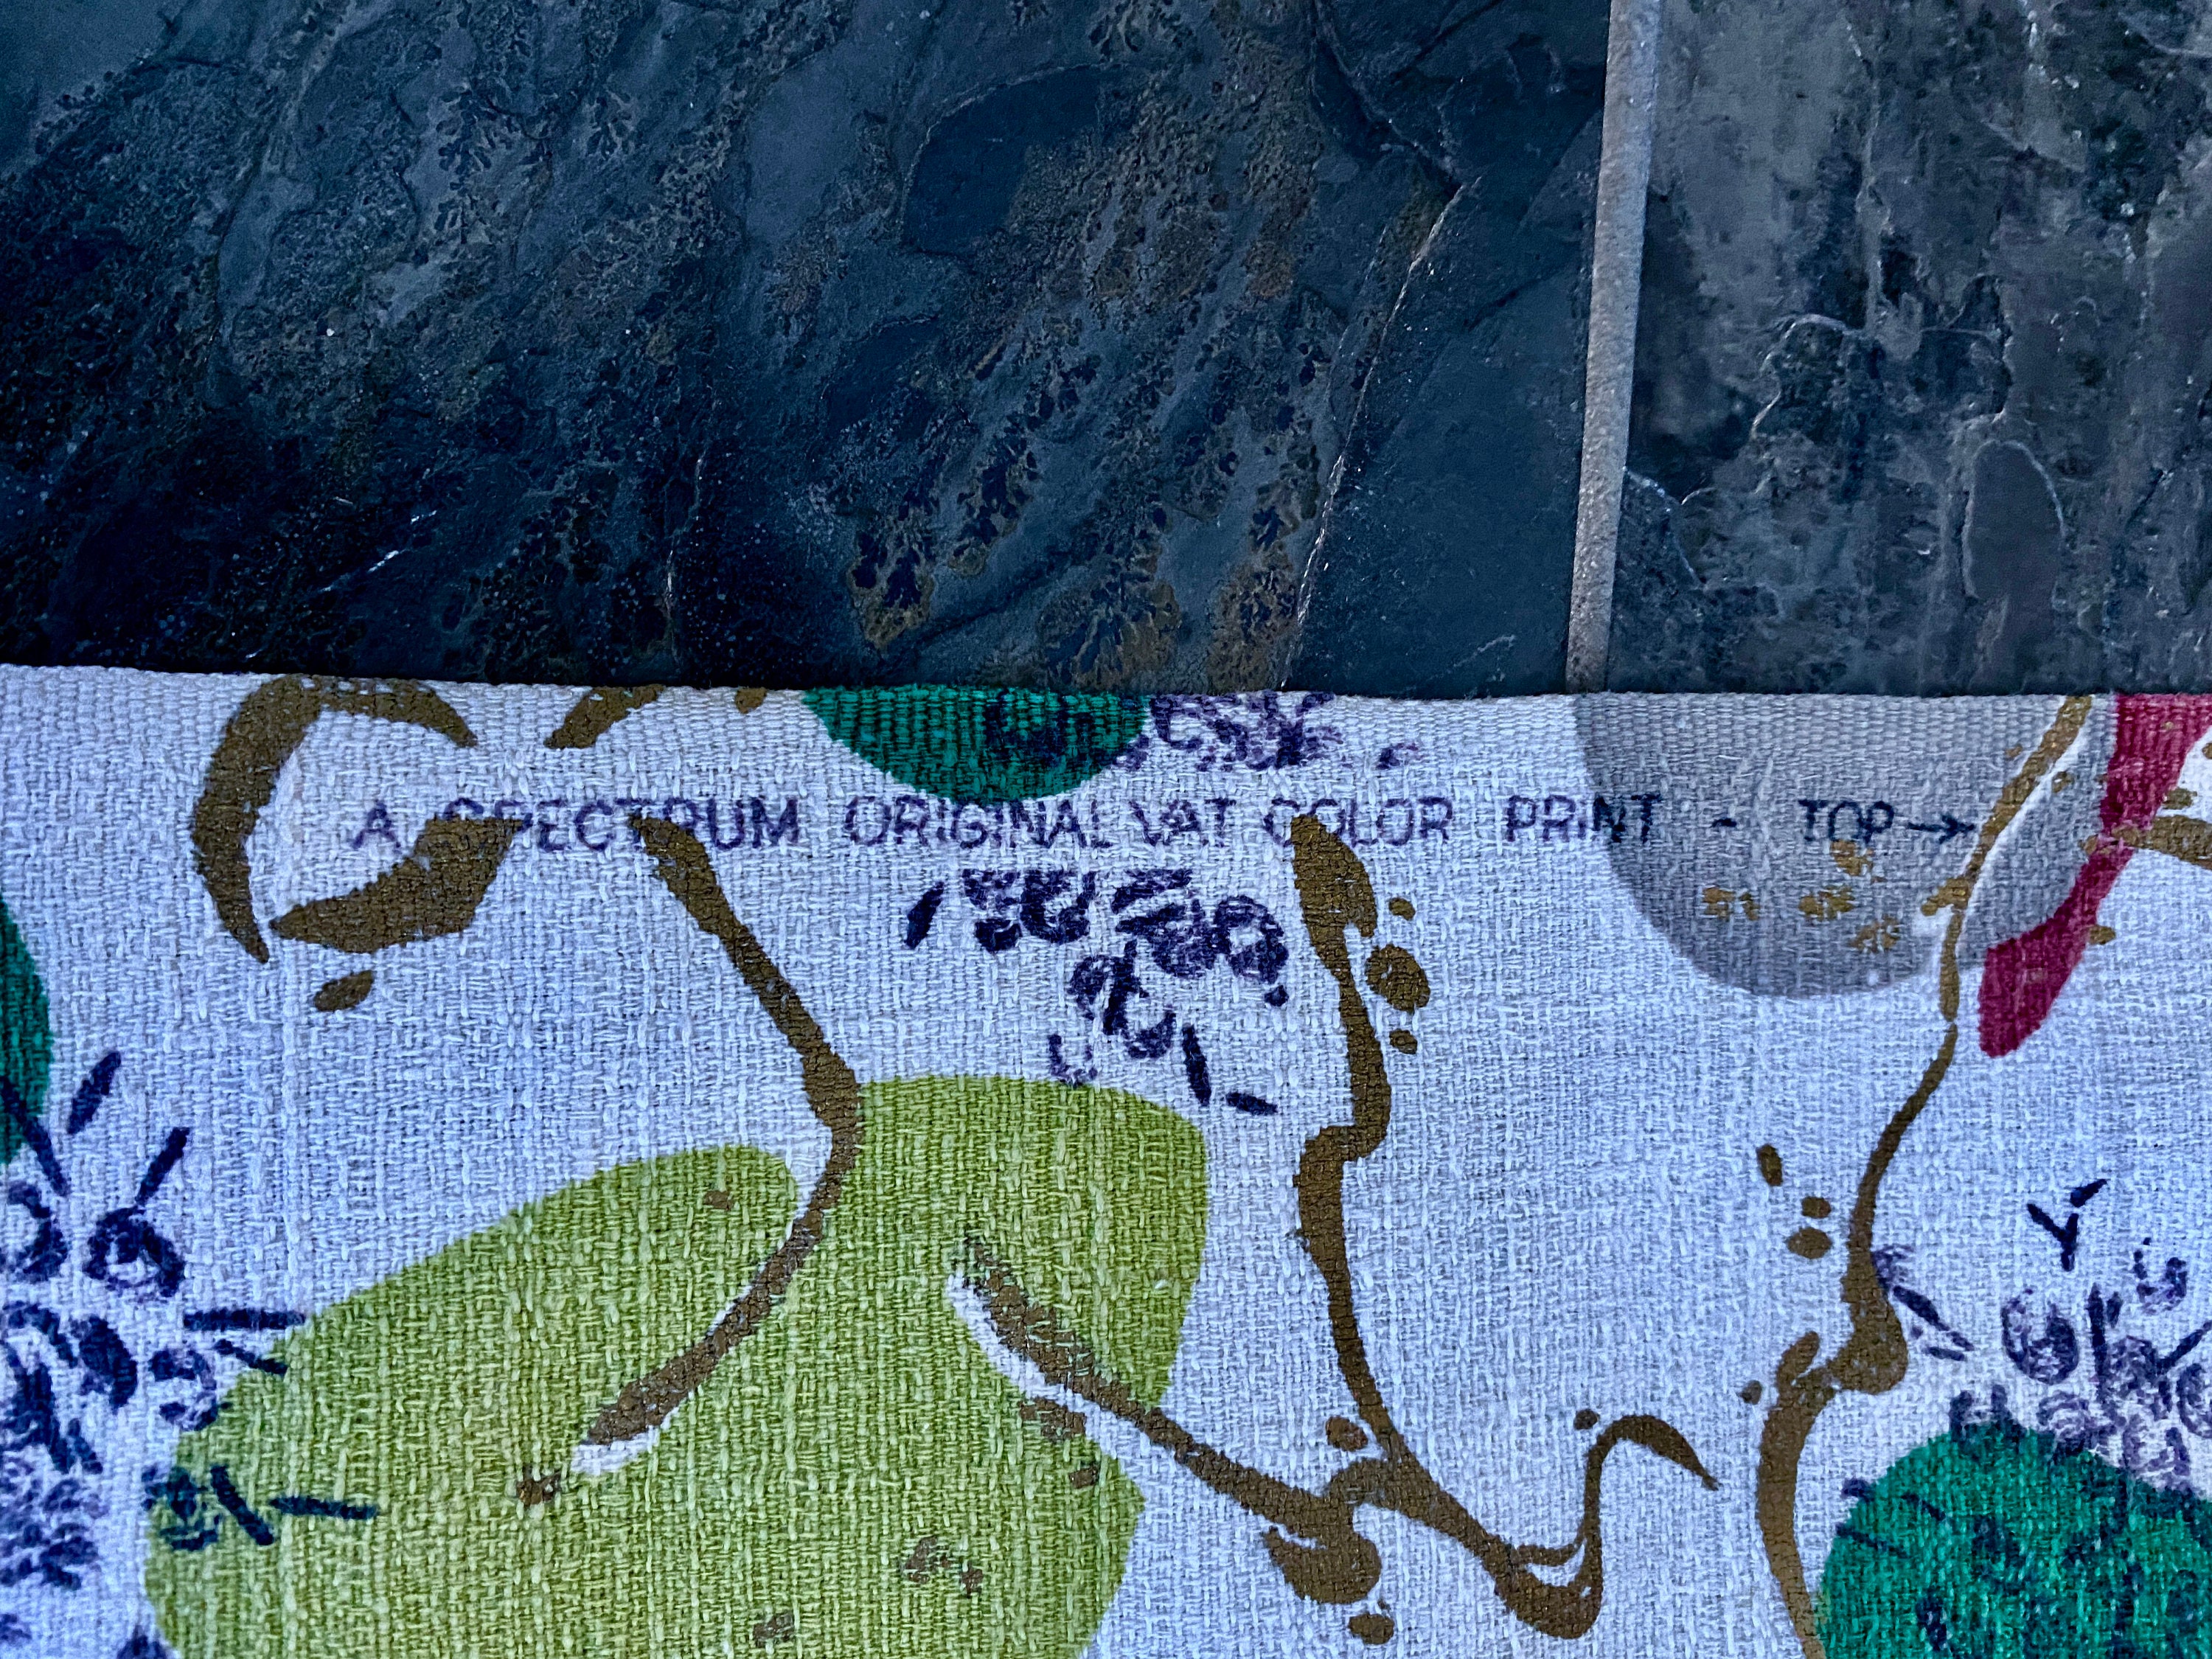 A SPECTRUM ORIGINAL VAT COLOR PRINT - TOP→